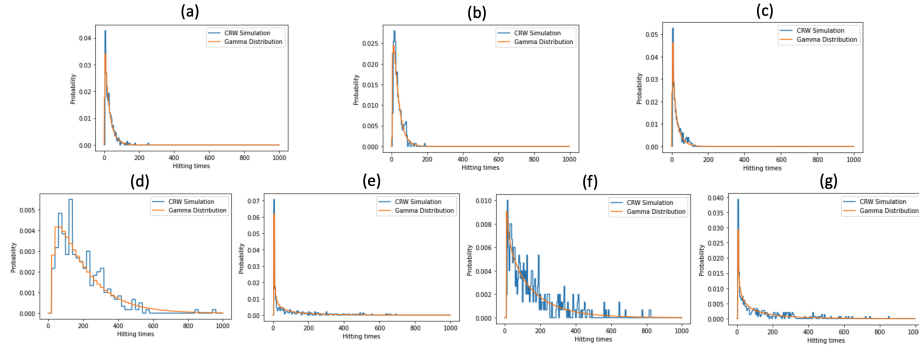 (a)
CRW Simulation
Gamma Distribution
Probability
0.04
0.03
0.02
0.01
0.00
0 200 400 600 800 1000
Hitting times
(b)
CRW Simulation
Gamma Distribution
Probability
0.025
0.020
0.015
0.010
0.005
0.000
0 200 400 600 800 1000
Hitting times
(c)
CRW Simulation
Gamma Distribution
Probability
0.05
0.04
0.03
0.02
0.01
0.00
0 200 400 600 800 1000
Hitting times
(d)
CRW Simulation
Gamma Distribution
Probability
0.005
0.004
0.003
0.002
0.001
0.000
0 200 400 600 800 1000
Hitting times
(e)
CRW Simulation
Gamma Distribution
Probability
0.07
0.06
0.05
0.04
0.03
0.02
0.01
0.00
0 200 400 600 800 1000
Hitting times
(f)
CRW Simulation
Gamma Distribution
Probability
0.010
0.008
0.006
0.004
0.002
0.000
0 200 400 600 800 1000
Hitting times
(g)
CRW Simulation
Gamma Distribution
Probability
0.040
0.035
0.030
0.025
0.020
0.015
0.010
0.005
0.000
0 200 400 600 800 1000
Hitting times